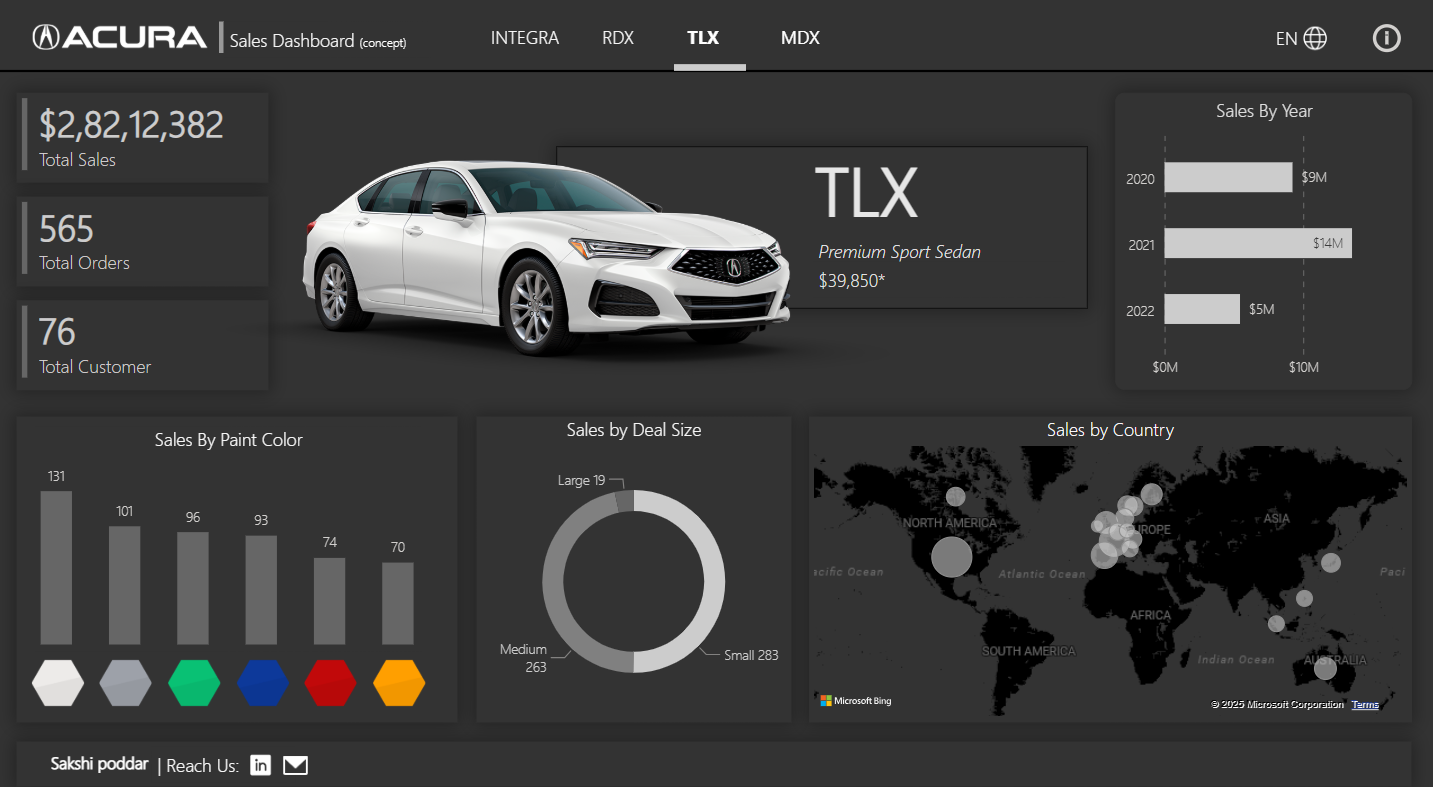 ACURA Sales Dashboard (concept)
INTEGRA
RDX
TLX
MDX
EN
$2,82,12,382
Total Sales
565
Total Orders
76
Total Customer
TLX
Premium Sport Sedan
$39,850*
Sales By Year
2020
$9M
2021
$14M
2022
$5M
$0M
$10M
Sales By Paint Color
131
101
96
93
74
70
Sales by Deal Size
Large 19
Medium
263
Small 283
Sales by Country
NORTH AMERICA
EUROPE
ASIA
acific Ocean
Atlantic Ocean
Paci
AFRICA
SOUTH AMERICA
Indian Ocean
AUSTRALIA
Microsoft Bing
© 2025 Microsoft Corporation Terms
Sakshi poddar | Reach Us: in